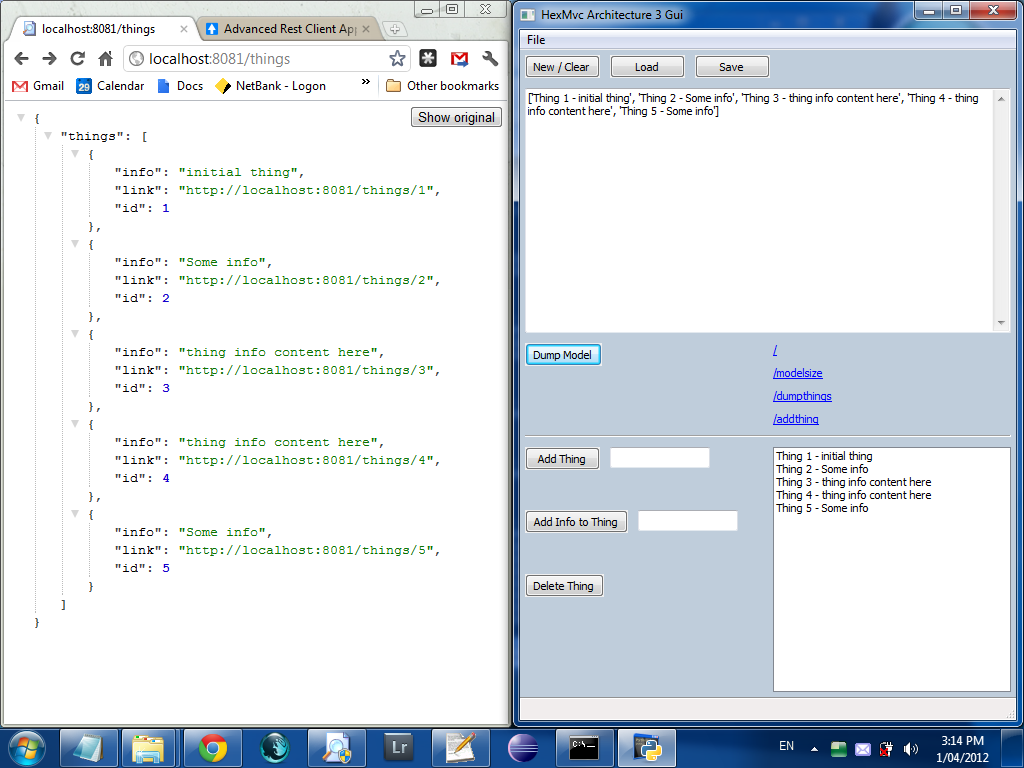 localhost:8081/things
Advanced Rest Client App
localhost:8081/things
Gmail
29 Calendar
Docs
NetBank - Logon
»
Other bookmarks
Show original
{
"things": [
{
"info": "initial thing",
"link": "http://localhost:8081/things/1",
"id": 1
},
{
"info": "Some info",
"link": "http://localhost:8081/things/2",
"id": 2
},
{
"info": "thing info content here",
"link": "http://localhost:8081/things/3",
"id": 3
},
{
"info": "thing info content here",
"link": "http://localhost:8081/things/4",
"id": 4
},
{
"info": "Some info",
"link": "http://localhost:8081/things/5",
"id": 5
}
]
}
HexMvc Architecture 3 Gui
File
New / Clear
Load
Save
['Thing 1 - initial thing', 'Thing 2 - Some info', 'Thing 3 - thing info content here', 'Thing 4 - thing
info content here', 'Thing 5 - Some info']
Dump Model
/
/modelsize
/dumpthings
/addthing
Add Thing
Add Info to Thing
Delete Thing
Thing 1 - initial thing
Thing 2 - Some info
Thing 3 - thing info content here
Thing 4 - thing info content here
Thing 5 - Some info
Lr
C:\
EN
3:14 PM
1/04/2012